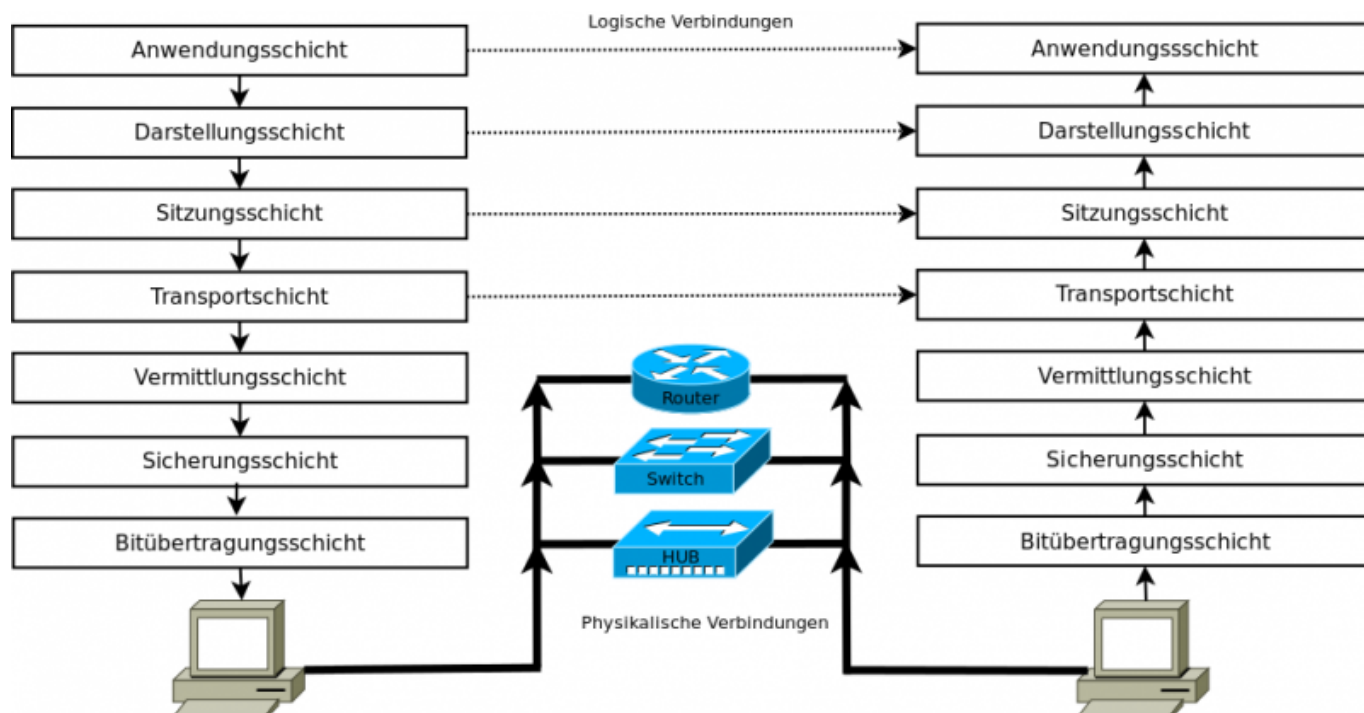 Logische Verbindungen
Anwendungsschicht
Anwendungssschicht
Darstellungsschicht
Darstellungsschicht
Sitzungsschicht
Sitzungsschicht
Transportschicht
Transportschicht
Vermittlungsschicht
Vermittlungsschicht
Router
Sicherungsschicht
Sicherungsschicht
Switch
Bitübertragungsschicht
Bitübertragungsschicht
HUB
Physikalische Verbindungen